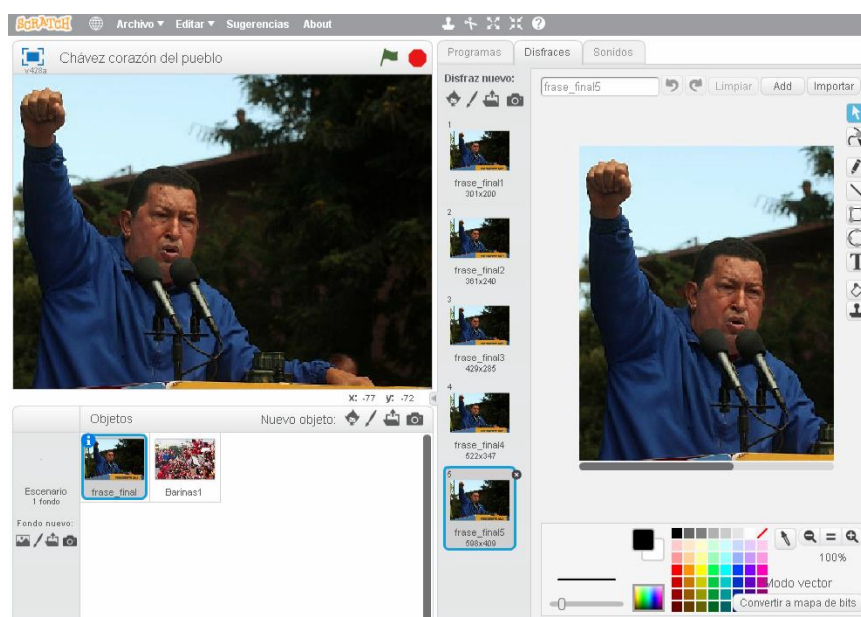 SCRATCH Archivo Editar Sugerencias About
v428a Chávez corazón del pueblo
Programas Disfraces Sonidos
Disfraz nuevo:
frase_final5 Limpiar Add Importar
1
frase_final1
301x200
2
frase_final2
361x240
3
frase_final3
429x285
4
frase_final4
522x347
5
frase_final5
598x409
T
X: -77 y: -72
Objetos Nuevo objeto:
Escenario
1 fondo
Fondo nuevo:
frase_final Barinas1
100%
Modo vector
Convertir a mapa de bits